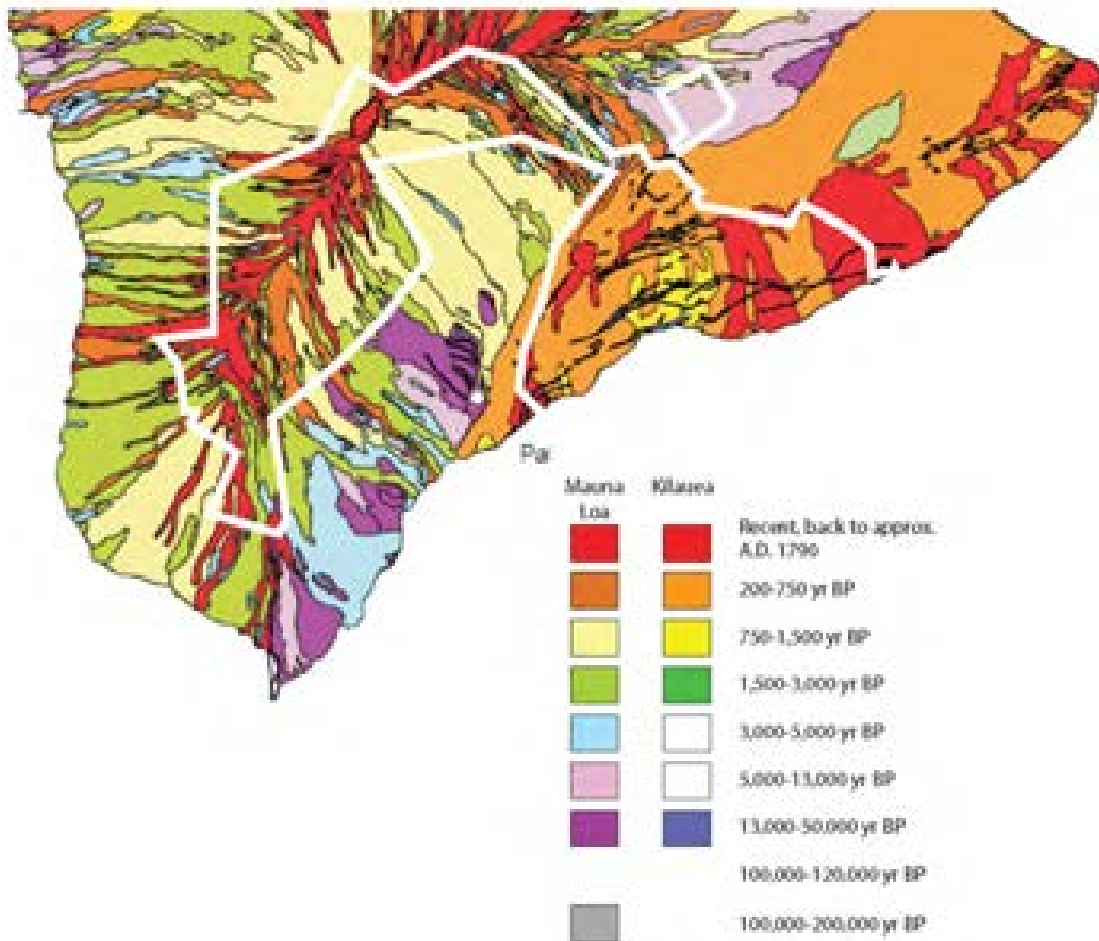 Pa
Mauna Loa
Kilauea
Recent, back to approx.
A.D. 1790
200-750 yr BP
750-1,500 yr BP
1,500-3,000 yr BP
3,000-5,000 yr BP
5,000-13,000 yr BP
13,000-50,000 yr BP
100,000-120,000 yr BP
100,000-200,000 yr BP